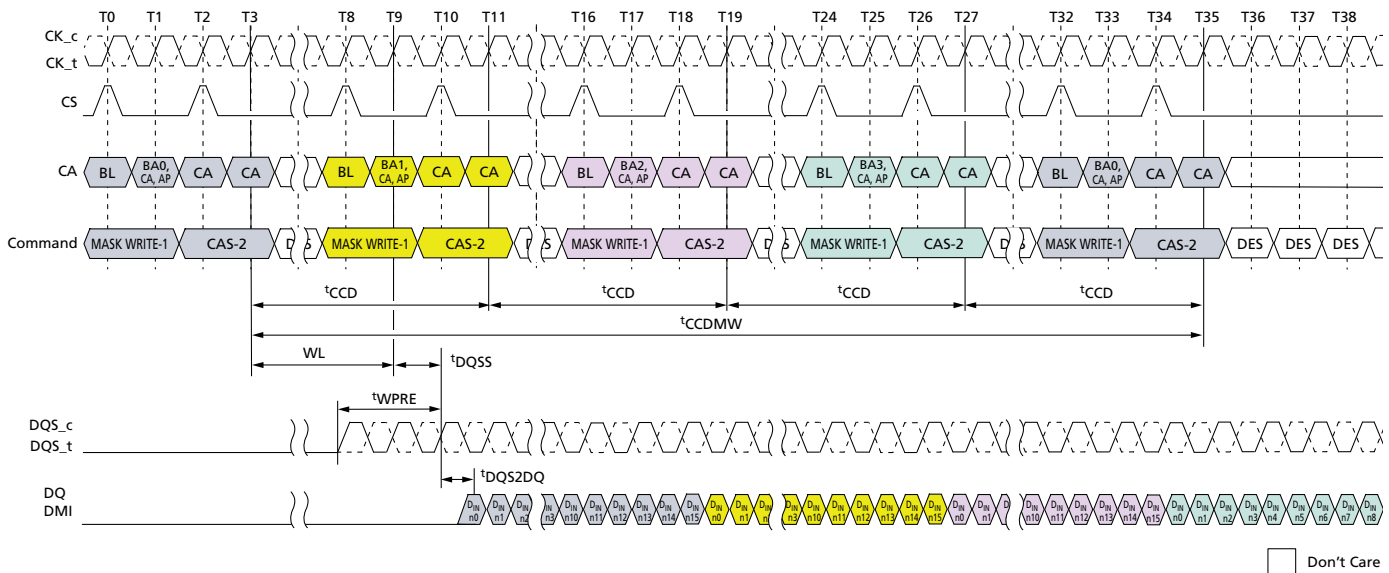 T0 T1 T2 T3 T8 T9 T10 T11 T16 T17 T18 T19 T24 T25 T26 T27 T32 T33 T34 T35 T36 T37 T38
CK_c
CK_t
CS
CA BL BA0, CA, AP CA CA BL BA1, CA, AP CA CA BL BA2, CA, AP CA CA BL BA3, CA, AP CA CA BL BA0, CA, AP CA CA
Command MASK WRITE-1 CAS-2 D S MASK WRITE-1 CAS-2 D S MASK WRITE-1 CAS-2 D S MASK WRITE-1 CAS-2 D S MASK WRITE-1 CAS-2 DES DES DES
tCCD tCCD tCCD tCCD
tCCDMW
WL tDQSS
tWPRE
DQS_c
DQS_t
tDQS2DQ
DQ
DMI
DIN n0 DIN n1 DIN n2 DIN n3 DIN n10 DIN n11 DIN n12 DIN n13 DIN n14 DIN n15 DIN n0 DIN n1 DIN n DIN n3 DIN n10 DIN n11 DIN n12 DIN n13 DIN n14 DIN n15 DIN n0 DIN n1 D DIN n10 DIN n11 DIN n12 DIN n13 DIN n14 DIN n15 DIN n0 DIN n1 DIN n2 DIN n3 DIN n4 DIN n5 DIN n6 DIN n7 DIN n8
Don't Care